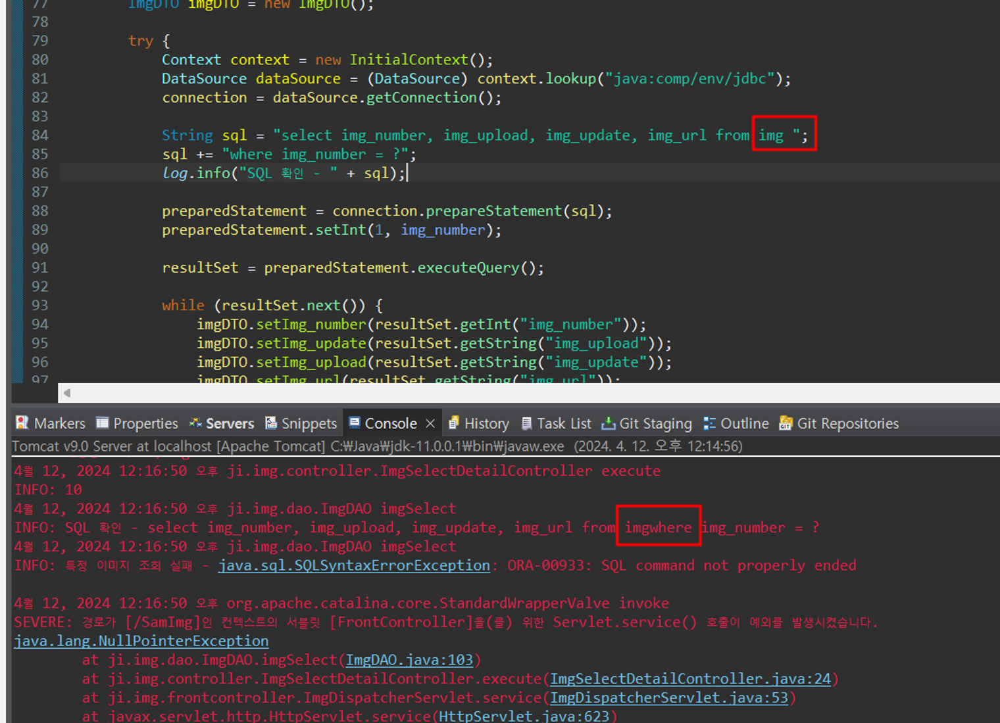 77 ImgDTO imgDTO = new ImgDTO();
78
79 try {
80 Context context = new InitialContext();
81 DataSource dataSource = (DataSource) context.lookup("java:comp/env/jdbc");
82 connection = dataSource.getConnection();
83
84 String sql = "select img_number, img_upload, img_update, img_url from img ";
85 sql += "where img_number = ?";
86 log.info("SQL 확인 - " + sql);
87
88 preparedStatement = connection.prepareStatement(sql);
89 preparedStatement.setInt(1, img_number);
90
91 resultSet = preparedStatement.executeQuery();
92
93 while (resultSet.next()) {
94 imgDTO.setImg_number(resultSet.getInt("img_number"));
95 imgDTO.setImg_update(resultSet.getString("img_upload"));
96 imgDTO.setImg_upload(resultSet.getString("img_update"));
97 imgDTO.setImg_url(resultSet.getString("img_url"));
Markers Properties Servers Snippets Console History Task List Git Staging Outline Git Repositories
Tomcat v9.0 Server at localhost [Apache Tomcat] C:₩Java₩jdk-11.0.0.1₩bin₩javaw.exe (2024. 4. 12. 오후 12:14:56)
4월 12, 2024 12:16:50 오후 ji.img.controller.ImgSelectDetailController execute
INFO: 10
4월 12, 2024 12:16:50 오후 ji.img.dao.ImgDAO imgSelect
INFO: SQL 확인 - select img_number, img_upload, img_update, img_url from imgwhere img_number = ?
4월 12, 2024 12:16:50 오후 ji.img.dao.ImgDAO imgSelect
INFO: 특정 이미지 조회 실패 - java.sql.SQLSyntaxErrorException: ORA-00933: SQL command not properly ended
4월 12, 2024 12:16:50 오후 org.apache.catalina.core.StandardWrapperValve invoke
SEVERE: 경로가 [/SamImg]인 컨텍스트의 서블릿 [FrontController]을(를) 위한 Servlet.service() 호출이 예외를 발생시켰습니다.
java.lang.NullPointerException
at ji.img.dao.ImgDAO.imgSelect(ImgDAO.java:103)
at ji.img.controller.ImgSelectDetailController.execute(ImgSelectDetailController.java:24)
at ji.img.frontcontroller.ImgDispatcherServlet.service(ImgDispatcherServlet.java:53)
at javax.servlet.http.HttpServlet.service(HttpServlet.java:623)